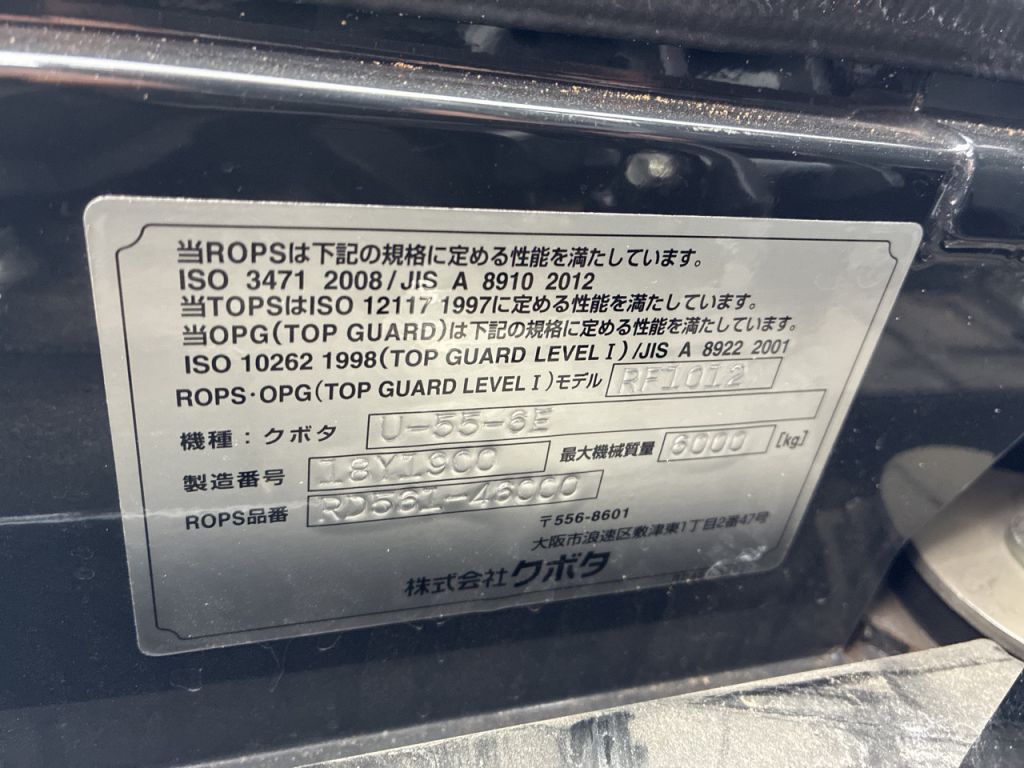 当ROPSは下記の規格に定める性能を満たしています。
ISO 3471 2008/JIS A 8910 2012
当TOPSはISO 12117 1997に定める性能を満たしています。
当OPG(TOP GUARD)は下記の規格に定める性能を満たしています。
ISO 10262 1998(TOP GUARD LEVEL I)/JIS A 8922 2001
ROPS・OPG(TOP GUARD LEVEL I)モデル RF1012
機種：クボタ U-55-6E
製造番号 18Y1900 最大機械質量 6000 [kg]
ROPS品番 RD561-46000
〒556-8601
大阪市浪速区敷津東1丁目2番47号
株式会社クボタ